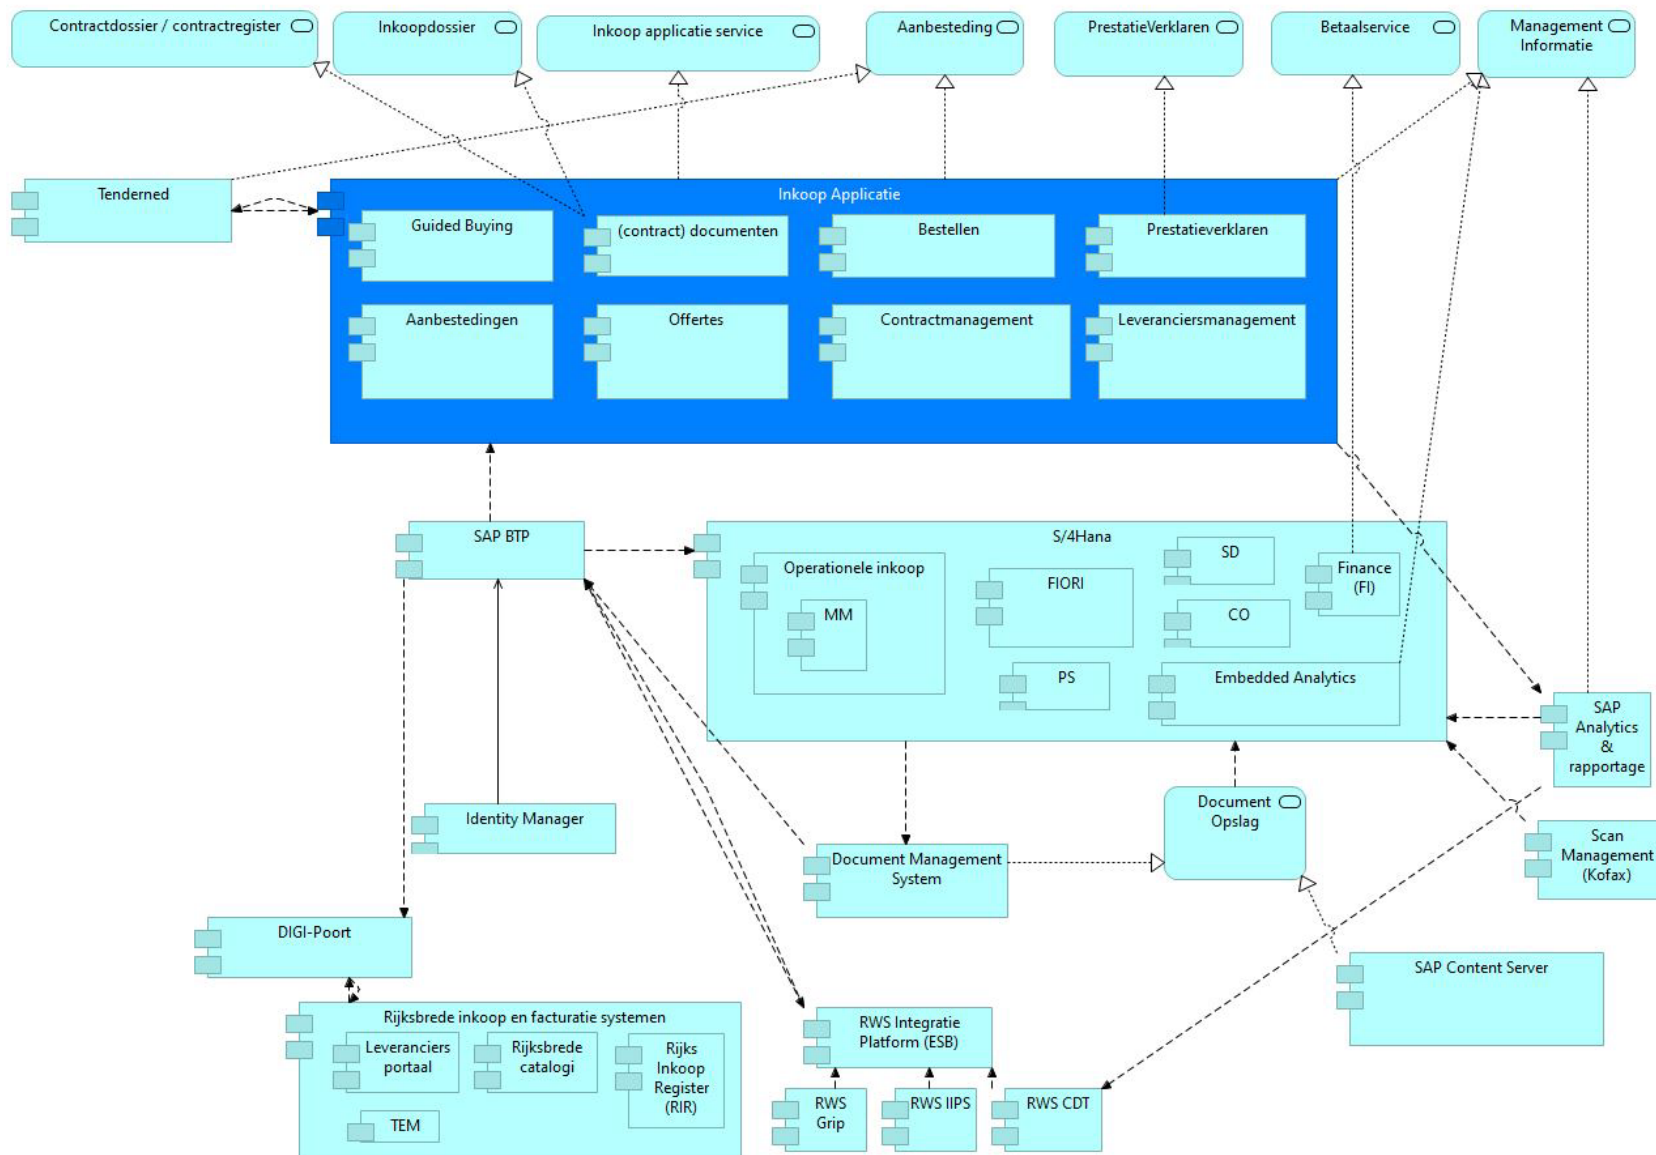 Contractdossier / contractregister
Inkoopdossier
Inkoop applicatie service
Aanbesteding
PrestatieVerklaren
Betaalservice
Management
Informatie
Tenderned
Inkoop Applicatie
Guided Buying
(contract) documenten
Bestellen
Prestatieverklaren
Aanbestedingen
Offertes
Contractmanagement
Leveranciersmanagement
SAP BTP
S/4Hana
Operationele inkoop
MM
FIORI
SD
Finance
(FI)
CO
PS
Embedded Analytics
SAP
Analytics
&
rapportage
Identity Manager
Document
Opslag
Document Management
System
Scan
Management
(Kofax)
DIGI-Poort
SAP Content Server
Rijksbrede inkoop en facturatie systemen
Leveranciers
portaal
Rijksbrede
catalogi
Rijks
Inkoop
Register
(RIR)
TEM
RWS Integratie
Platform (ESB)
RWS
Grip
RWS IIPS
RWS CDT